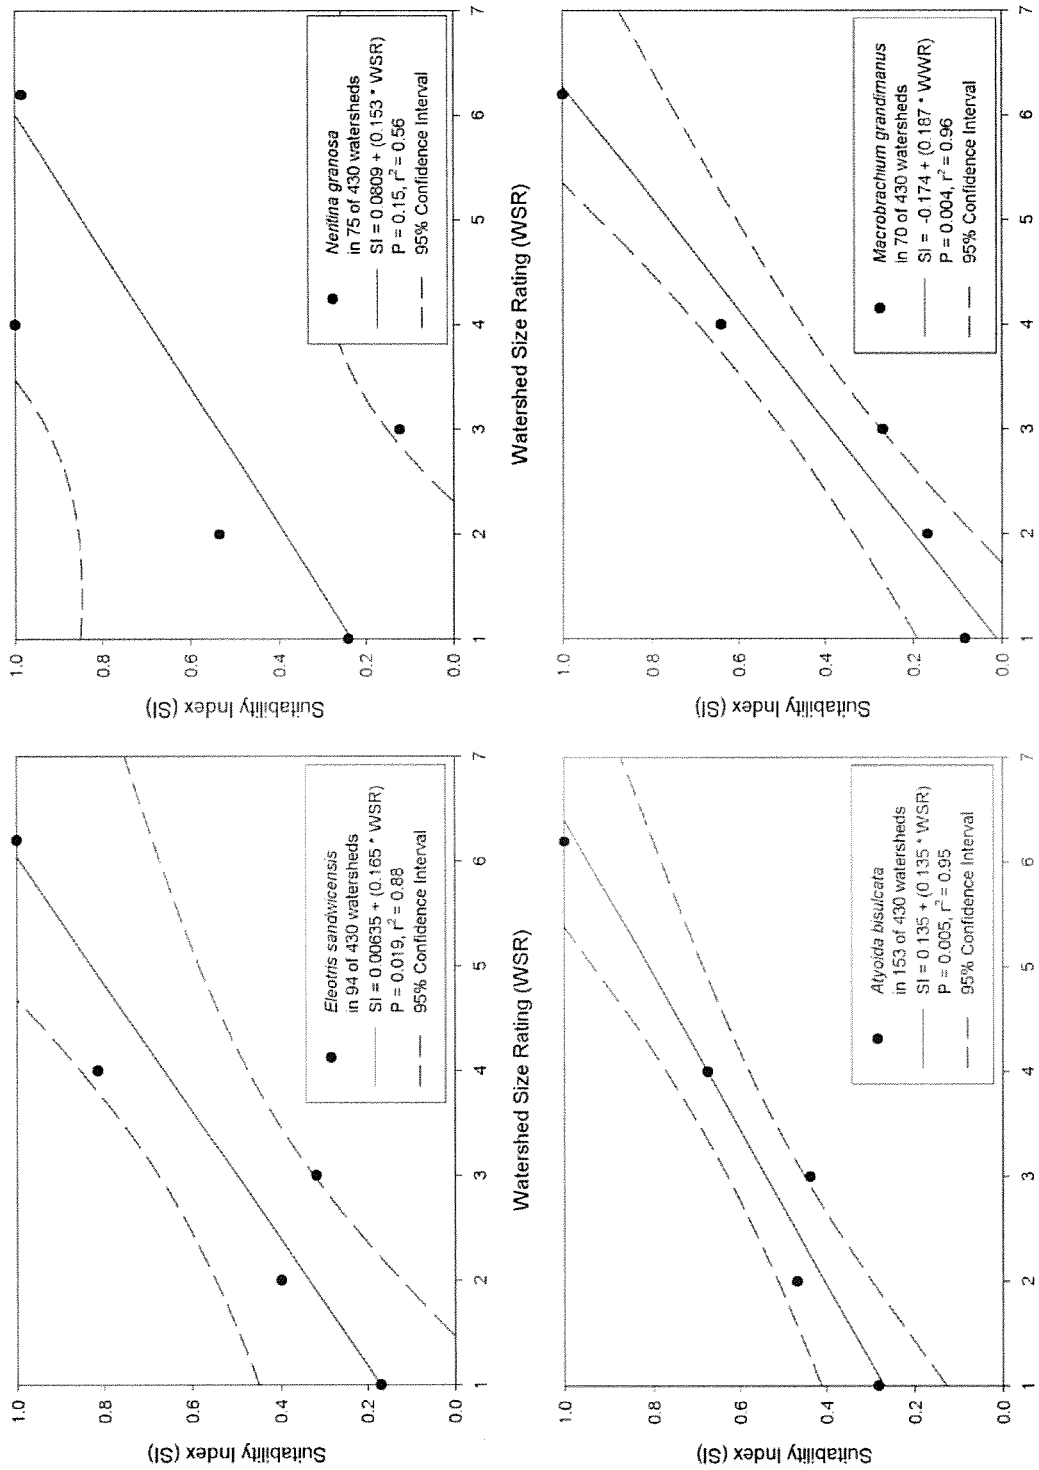 Suitability Index (SI)
1.0
0.8
0.6
0.4
0.2
0.0
Eleotris sandwicensis
in 94 of 430 watersheds
SI = 0.00635 + (0.165 * WSR)
P = 0.019, r² = 0.88
95% Confidence Interval
1 2 3 4 5 6 7
Watershed Size Rating (WSR)
Suitability Index (SI)
1.0
0.8
0.6
0.4
0.2
0.0
Neritina granosa
in 75 of 430 watersheds
SI = 0.0809 + (0.153 * WSR)
P = 0.15, r² = 0.56
95% Confidence Interval
1 2 3 4 5 6 7
Watershed Size Rating (WSR)
Suitability Index (SI)
1.0
0.8
0.6
0.4
0.2
0.0
Atyoida bisulcata
in 153 of 430 watersheds
SI = 0.135 + (0.135 * WSR)
P = 0.005, r² = 0.95
95% Confidence Interval
1 2 3 4 5 6 7
Suitability Index (SI)
1.0
0.8
0.6
0.4
0.2
0.0
Macrobrachium grandimanus
in 70 of 430 watersheds
SI = -0.174 + (0.187 * WWR)
P = 0.004, r² = 0.96
95% Confidence Interval
1 2 3 4 5 6 7